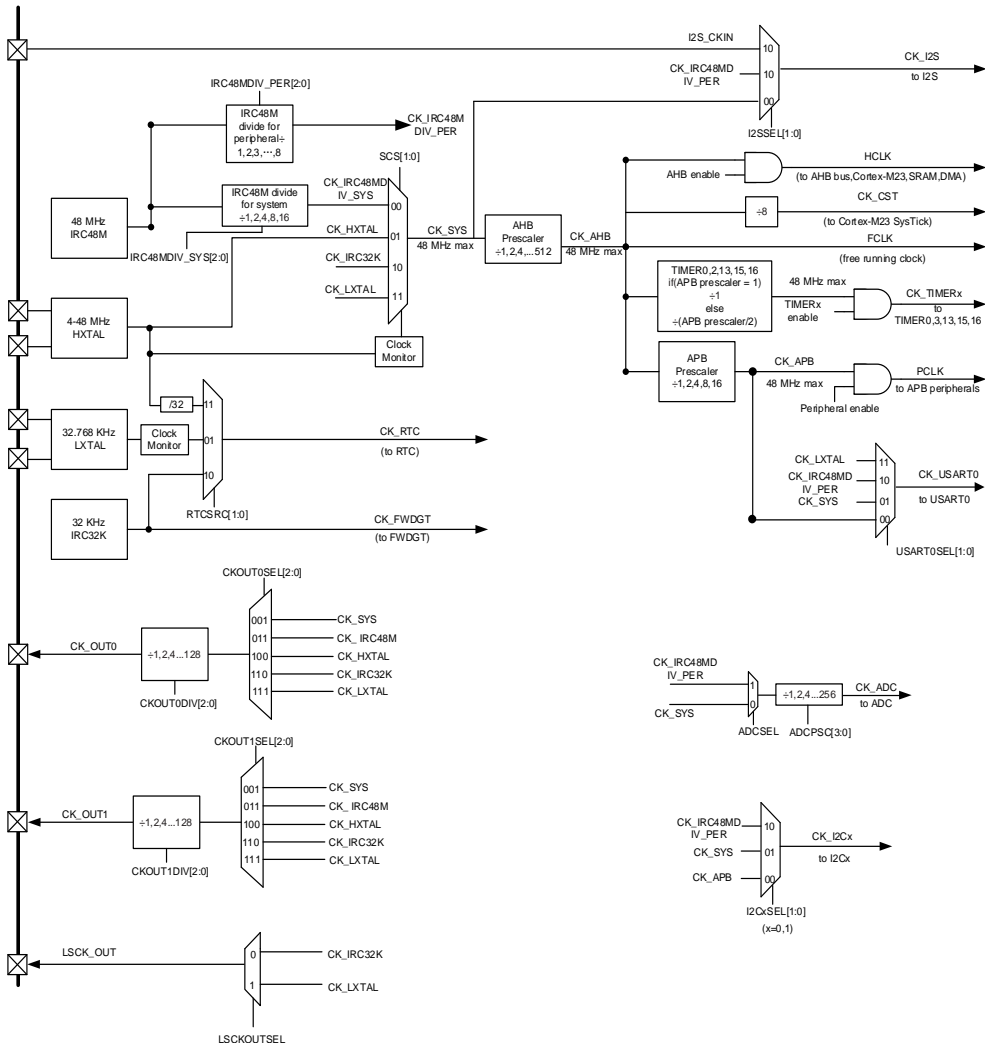 I2S_CKIN
10
CK_IRC48MD
IV_PER
10
00
CK_I2S
to I2S
I2SSEL[1:0]
IRC48MDIV_PER[2:0]
IRC48M
divide for
peripheral÷
1,2,3,···,8
CK_IRC48M
DIV_PER
SCS[1:0]
48 MHz
IRC48M
IRC48M divide
for system
÷1,2,4,8,16
IRC48MDIV_SYS[2:0]
CK_IRC48MD
IV_SYS
00
CK_HXTAL
01
CK_IRC32K
10
CK_LXTAL
11
CK_SYS
48 MHz max
AHB
Prescaler
÷1,2,4,...512
CK_AHB
48 MHz max
AHB enable
HCLK
(to AHB bus,Cortex-M23,SRAM,DMA)
÷8
CK_CST
(to Cortex-M23 SysTick)
FCLK
(free running clock)
TIMER0,2,13,15,16
if(APB prescaler = 1)
÷1
else
÷(APB prescaler/2)
48 MHz max
TIMERx
enable
CK_TIMERx
to
TIMER0,3,13,15,16
4-48 MHz
HXTAL
Clock
Monitor
APB
Prescaler
÷1,2,4,8,16
CK_APB
48 MHz max
Peripheral enable
PCLK
to APB peripherals
/32
11
32.768 KHz
LXTAL
Clock
Monitor
01
10
CK_RTC
(to RTC)
RTCSRC[1:0]
32 KHz
IRC32K
CK_FWDGT
(to FWDGT)
CK_LXTAL
11
CK_IRC48MD
IV_PER
10
CK_SYS
01
00
CK_USART0
to USART0
USART0SEL[1:0]
CKOUT0SEL[2:0]
CK_OUT0
÷1,2,4...128
CKOUT0DIV[2:0]
001
CK_SYS
011
CK_ IRC48M
100
CK_HXTAL
110
CK_IRC32K
111
CK_LXTAL
CK_IRC48MD
IV_PER
1
CK_SYS
0
ADCSEL
÷1,2,4...256
ADCPSC[3:0]
CK_ADC
to ADC
CKOUT1SEL[2:0]
CK_OUT1
÷1,2,4...128
CKOUT1DIV[2:0]
001
CK_SYS
011
CK_ IRC48M
100
CK_HXTAL
110
CK_IRC32K
111
CK_LXTAL
CK_IRC48MD
IV_PER
10
CK_SYS
01
CK_APB
00
CK_I2Cx
to I2Cx
I2CxSEL[1:0]
(x=0,1)
LSCK_OUT
0
CK_IRC32K
1
CK_LXTAL
LSCKOUTSEL